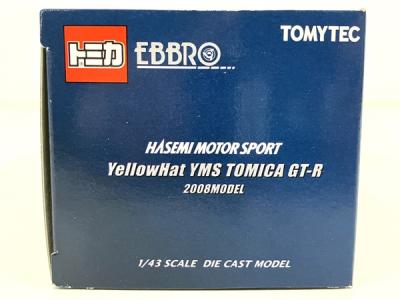 トミカ EBBRO TOMYTEC
HASEMI MOTOR SPORT
YellowHat YMS TOMICA GT-R
2008MODEL
1/43 SCALE DIE CAST MODEL